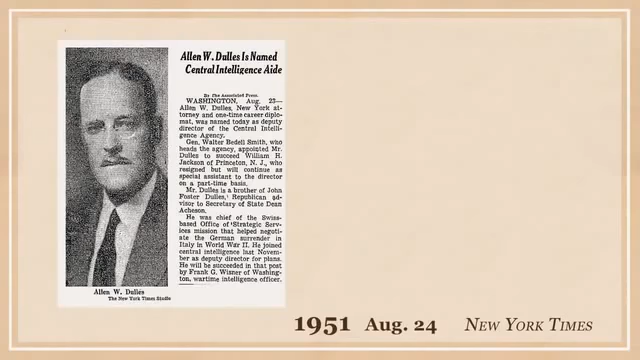 Allen W. Dulles Is Named
Central Intelligence Aide
By The Associated Press.
WASHINGTON, Aug. 23—
Allen W. Dulles, New York at-
torney and one-time career diplo-
mat, was named today as deputy
director of the Central Intelli-
gence Agency.
Gen. Walter Bedell Smith, who
heads the agency, appointed Mr.
Dulles to succeed William H.
Jackson of Princeton, N. J., who
resigned but will continue as
special assistant to the director
on a part-time basis.
Mr. Dulles is a brother of John
Foster Dulles, Republican ad-
visor to Secretary of State Dean
Acheson.
He was chief of the Swiss-
based Office of Strategic Serv-
ices mission that helped negoti-
ate the German surrender in
Italy in World War II. He joined
central intelligence last Novem-
ber as deputy director for plans.
He will be succeeded in that post
by Frank G. Wisner of Washing-
ton, wartime intelligence officer.
Allen W. Dulles
The New York Times Studio
1951 Aug. 24 NEW YORK TIMES